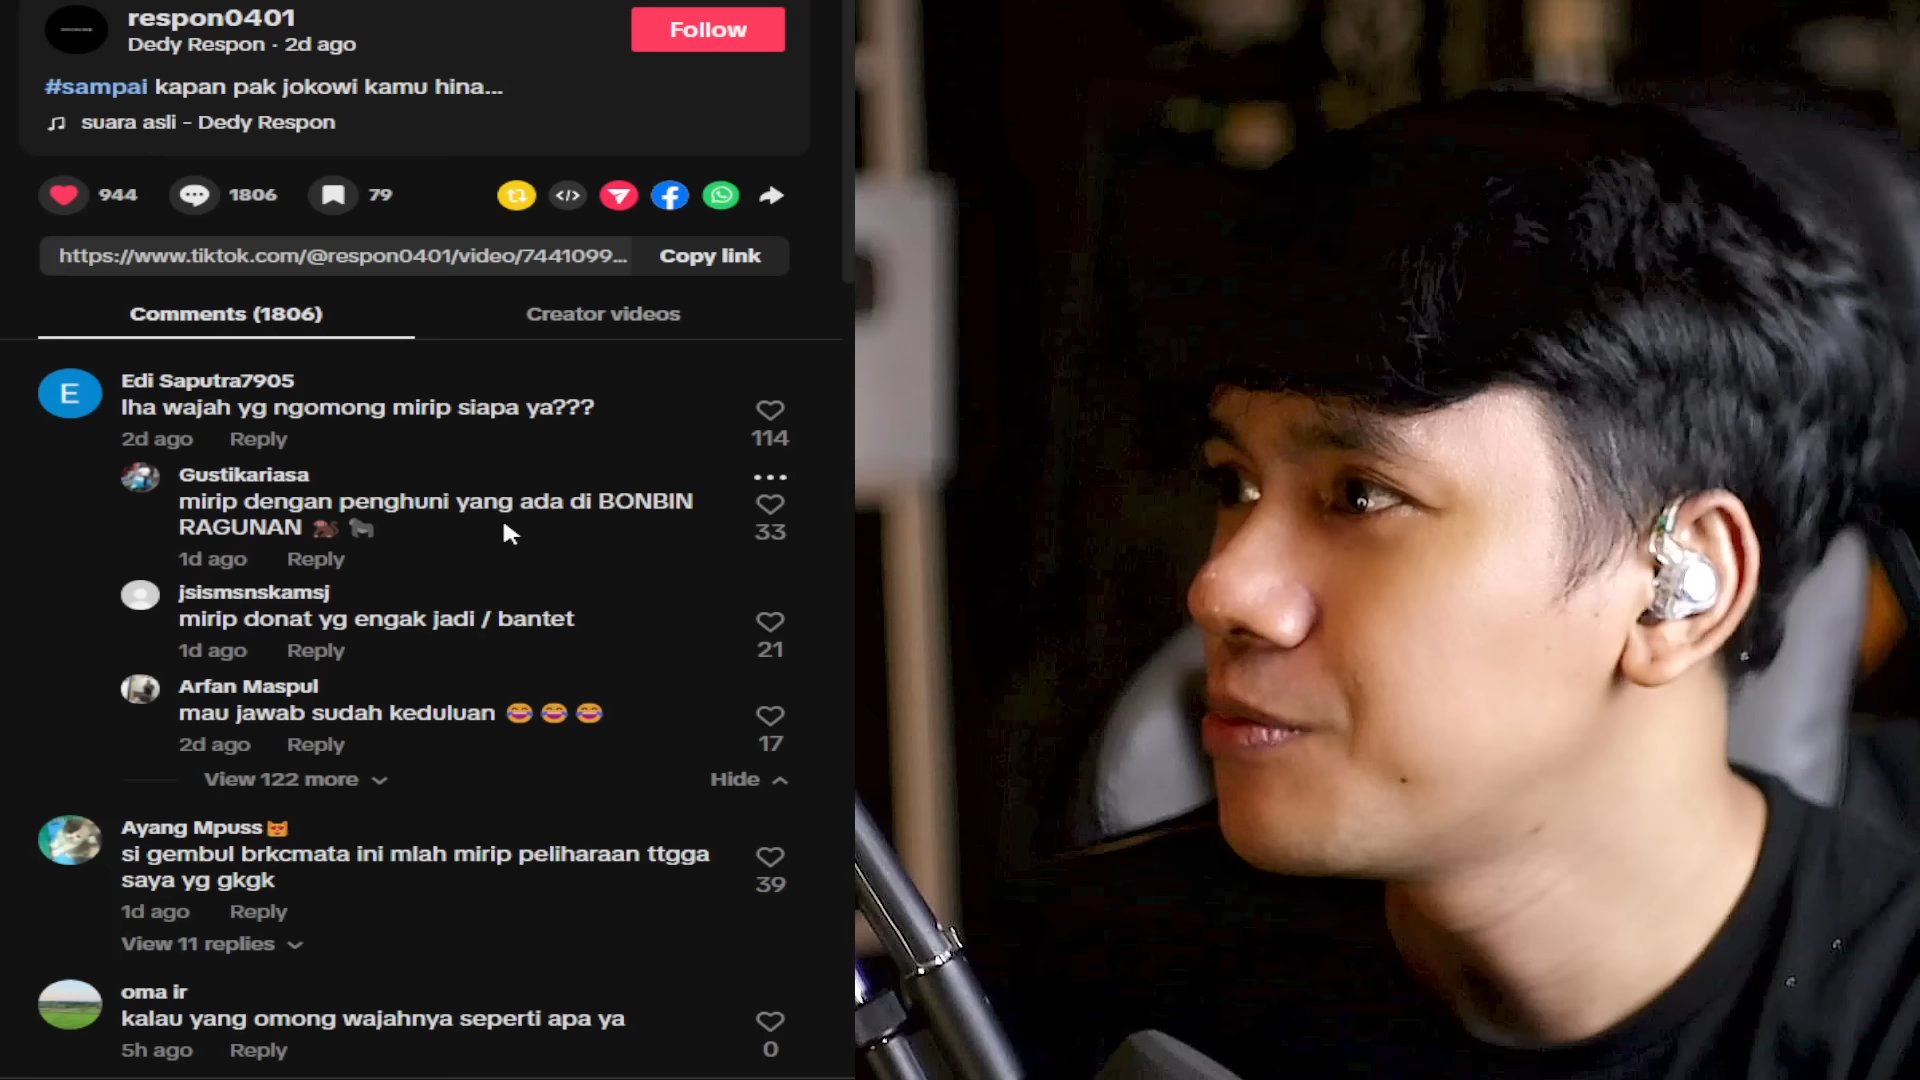 respon0401
Dedy Respon · 2d ago
Follow
#sampai kapan pak jokowi kamu hina...
suara asli - Dedy Respon
944
1806
79
https://www.tiktok.com/@respon0401/video/7441099...
Copy link
Comments (1806)
Creator videos
E
Edi Saputra7905
lha wajah yg ngomong mirip siapa ya???
2d ago
Reply
114
Gustikariasa
mirip dengan penghuni yang ada di BONBIN
RAGUNAN 🐒 🦍
1d ago
Reply
33
jsismsnskamsj
mirip donat yg engak jadi / bantet
1d ago
Reply
21
Arfan Maspul
mau jawab sudah keduluan 😂 😂 😂
2d ago
Reply
17
View 122 more
Hide
Ayang Mpuss😻
si gembul brkcmata ini mlah mirip peliharaan ttgga
saya yg gkgk
1d ago
Reply
39
View 11 replies
oma ir
kalau yang omong wajahnya seperti apa ya
5h ago
Reply
0